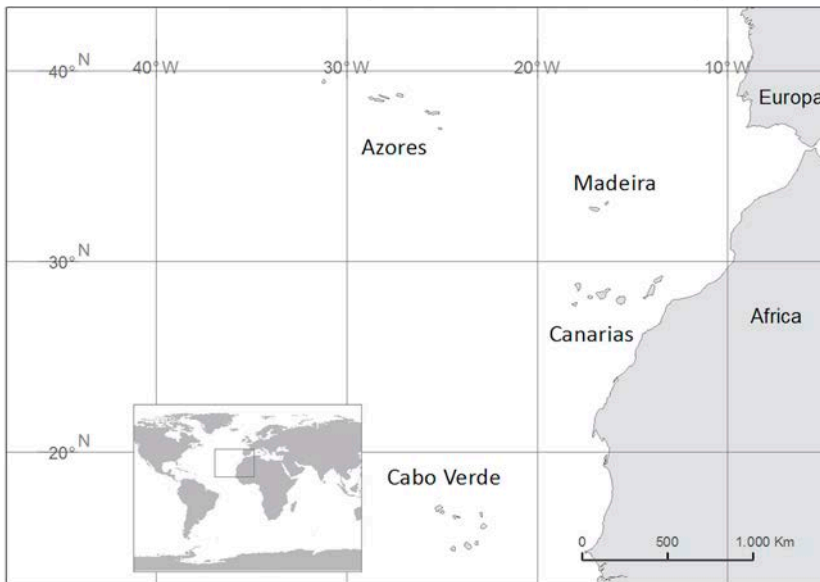 40°W 30°W 20°W 10°W
40° N
Europa
Azores
Madeira
30° N
Canarias
Africa
20° N
Cabo Verde
0 500 1.000 Km